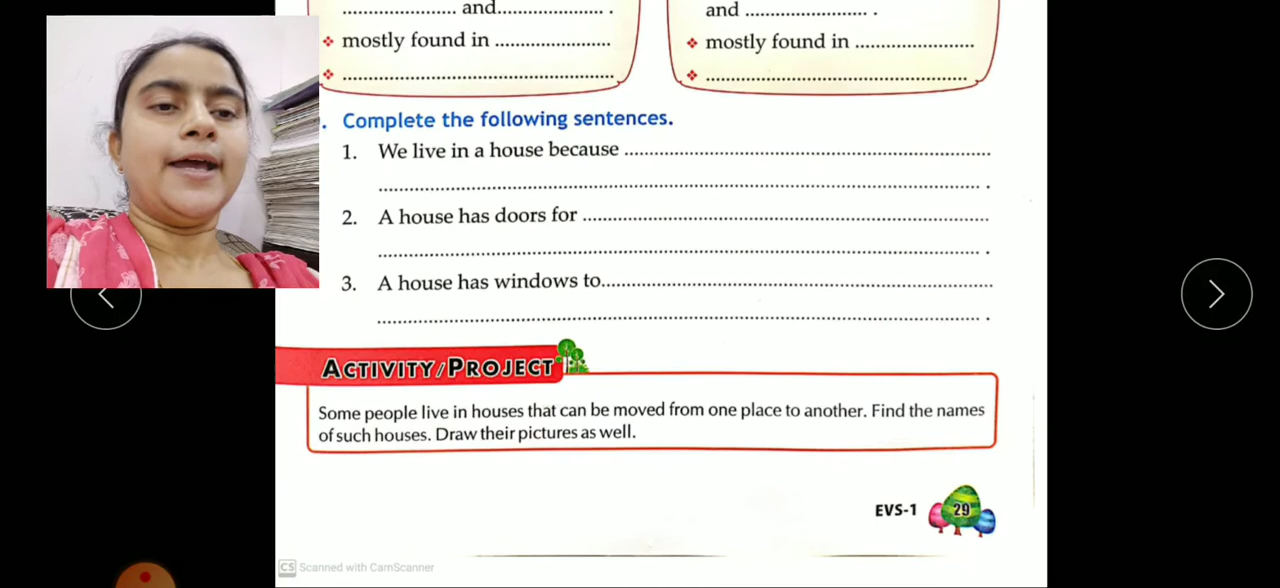 ..................... and.................... .
and ....................... .
❖ mostly found in ......................
❖ mostly found in ......................
❖ ..................................................
❖ ..................................................
. Complete the following sentences.
1. We live in a house because ......................................................................
.................................................................................................................... .
2. A house has doors for ..............................................................................
.................................................................................................................... .
3. A house has windows to...........................................................................
.................................................................................................................... .
ACTIVITY/PROJECT
Some people live in houses that can be moved from one place to another. Find the names
of such houses. Draw their pictures as well.
EVS-1 29
CS Scanned with CamScanner